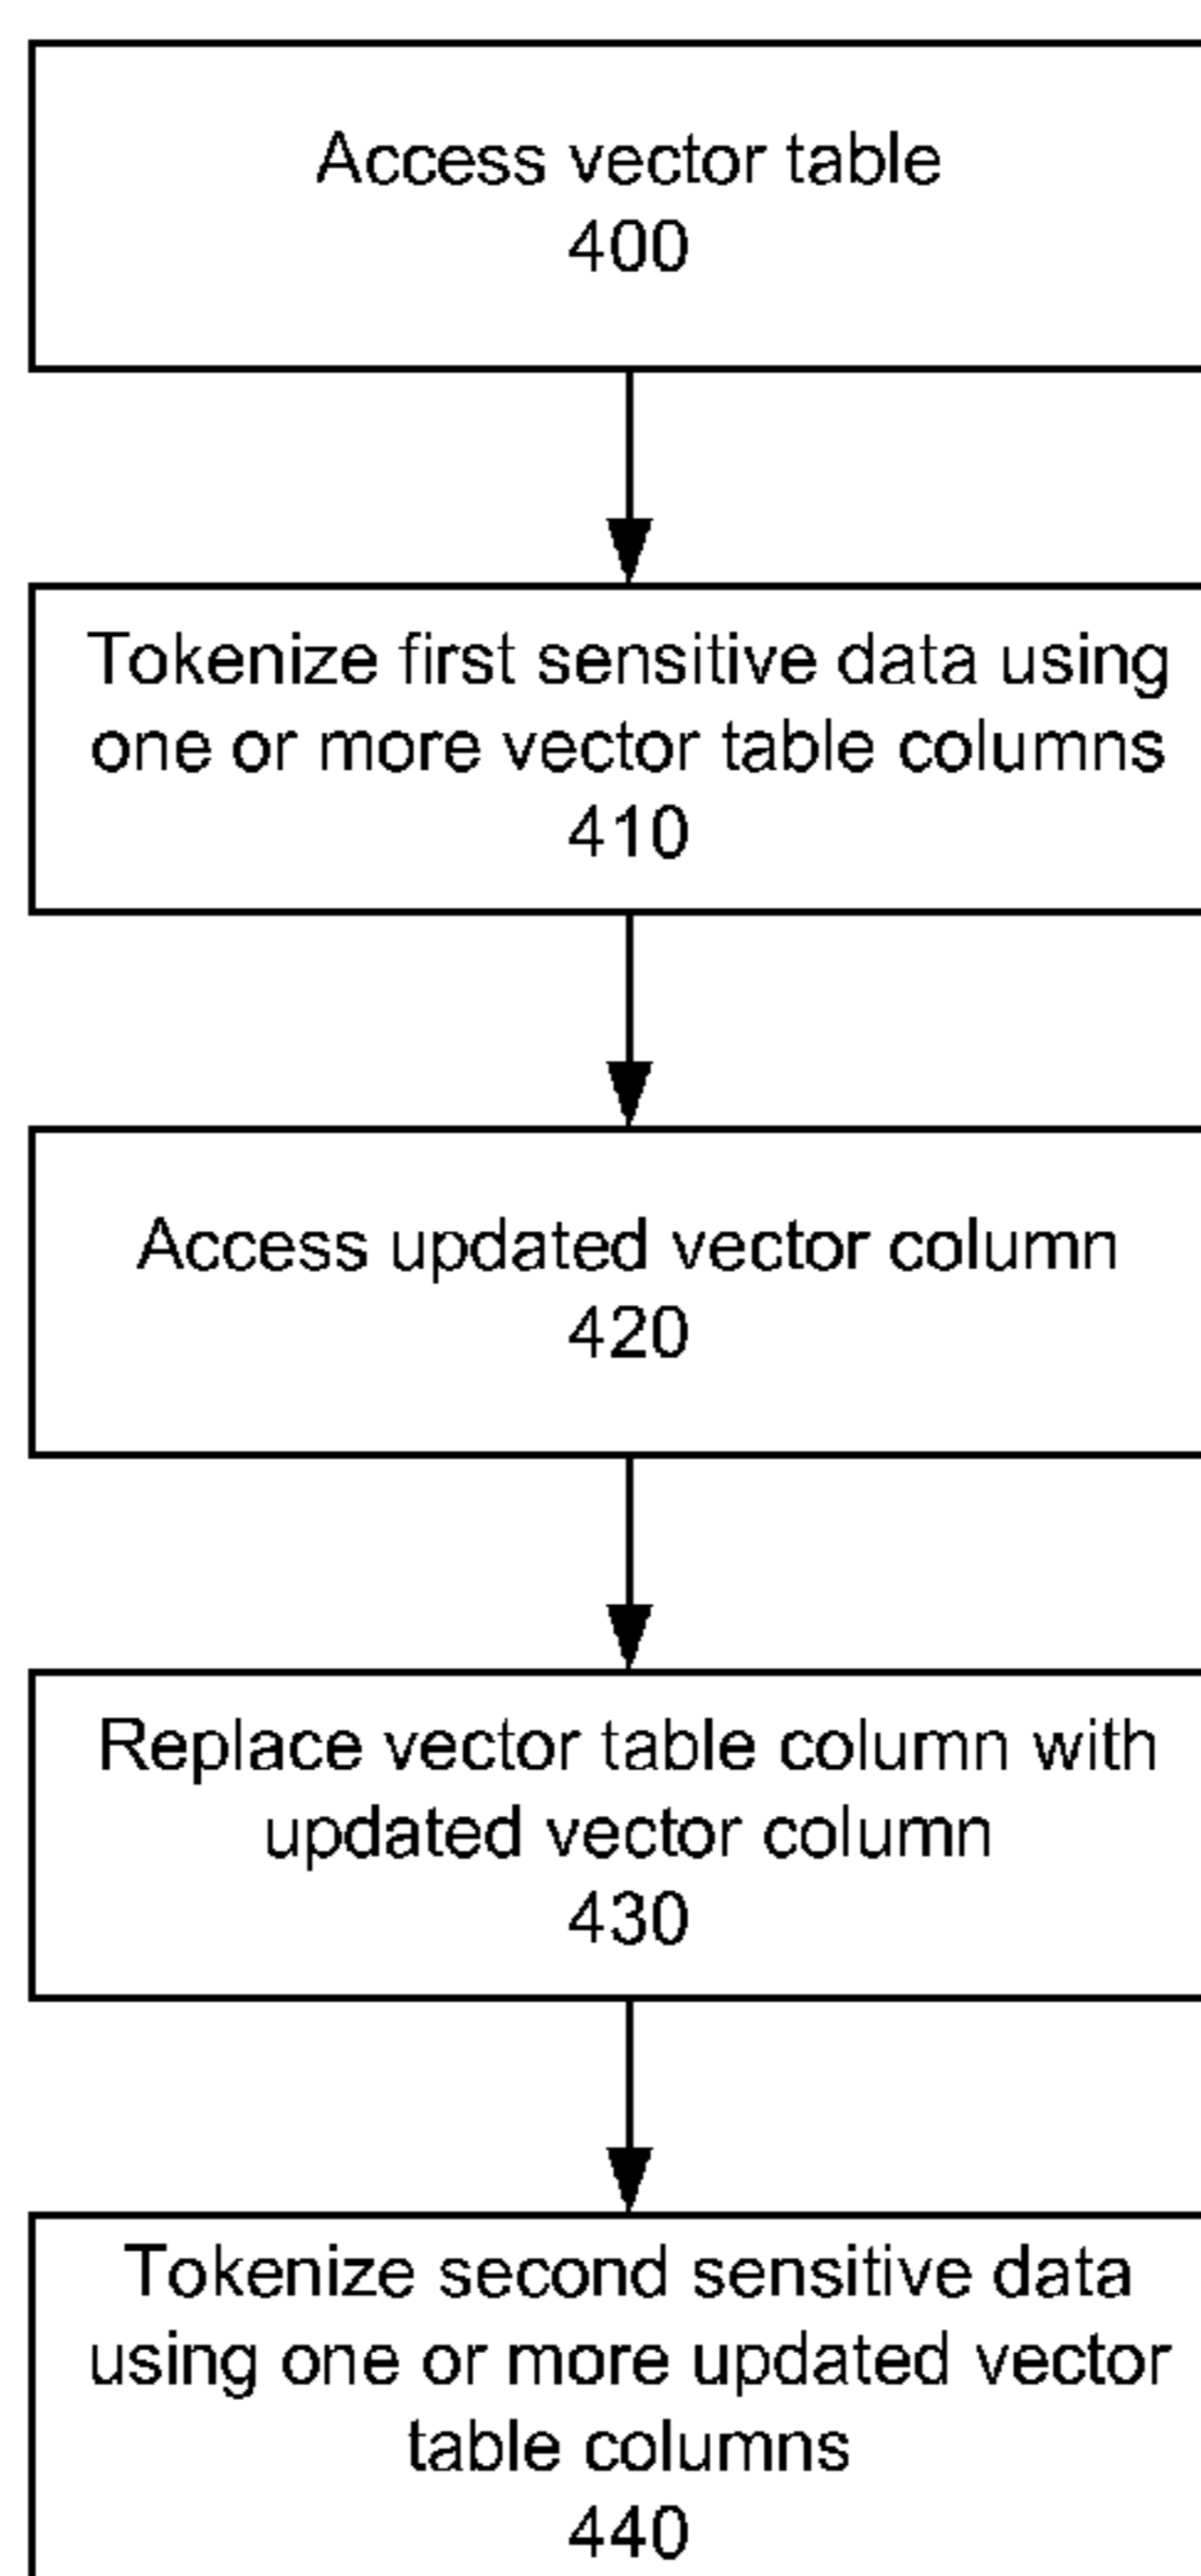 Access vector table
400
Tokenize first sensitive data using
one or more vector table columns
410
Access updated vector column
420
Replace vector table column with
updated vector column
430
Tokenize second sensitive data
using one or more updated vector
table columns
440